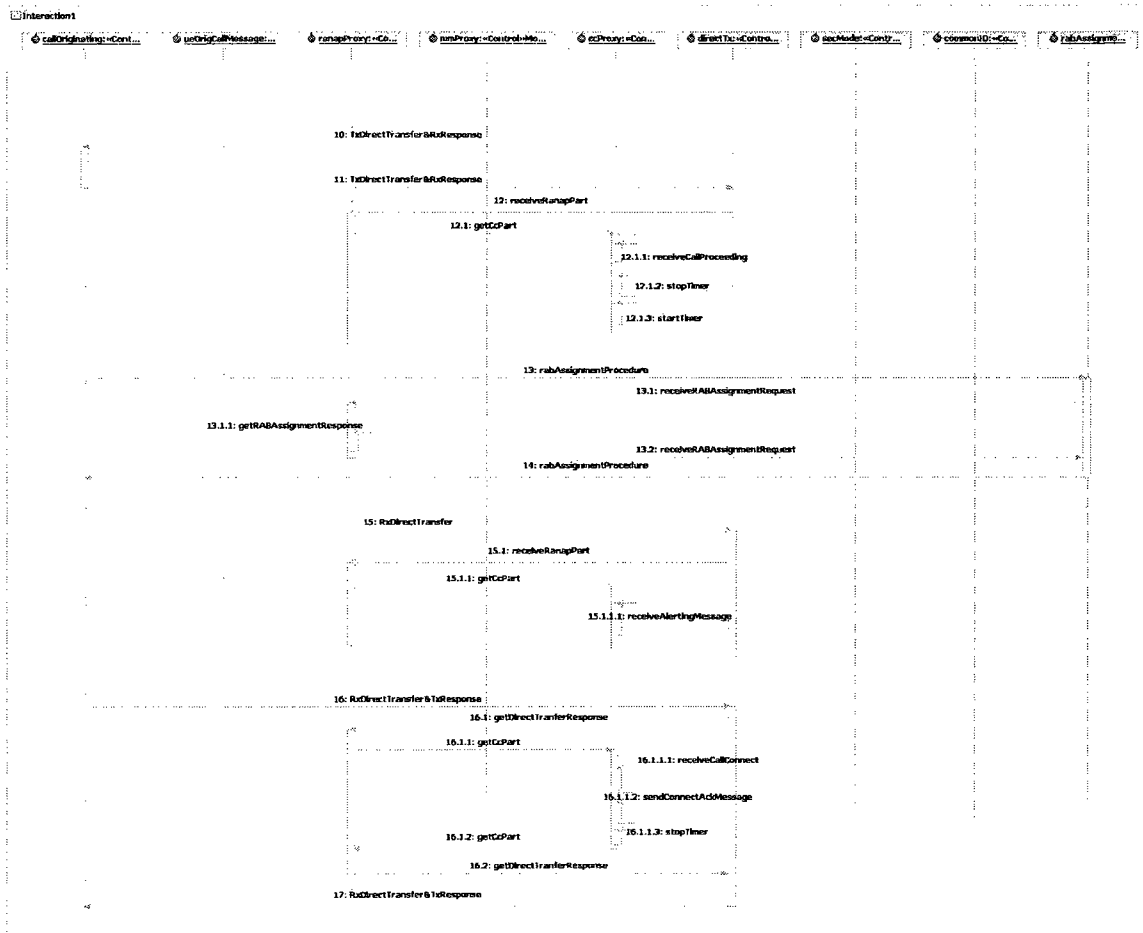 Interaction1
callOriginating: «Cont...
ueOrigCallMessage: ...
ranapProxy: «Co...
mmProxy: «Control» Mo...
ccProxy: «Con...
directTx: «Contro...
secMode: «Contr...
commonID: «Co...
rabAssignme...
10: TxDirectTransfer&RxResponse
11: TxDirectTransfer&RxResponse
12: receiveRanapPart
12.1: getCcPart
12.1.1: receiveCallProceeding
12.1.2: stopTimer
12.1.3: startTimer
13: rabAssignmentProcedure
13.1: receiveRABAssignmentRequest
13.1.1: getRABAssignmentResponse
13.2: receiveRABAssignmentRequest
14: rabAssignmentProcedure
15: RxDirectTransfer
15.1: receiveRanapPart
15.1.1: getCcPart
15.1.1.1: receiveAlertingMessage
16: RxDirectTransfer&TxResponse
16.1: getDirectTranferResponse
16.1.1: getCcPart
16.1.1.1: receiveCallConnect
16.1.1.2: sendConnectAckMessage
16.1.1.3: stopTimer
16.1.2: getCcPart
16.2: getDirectTranferResponse
17: RxDirectTransfer&TxResponse